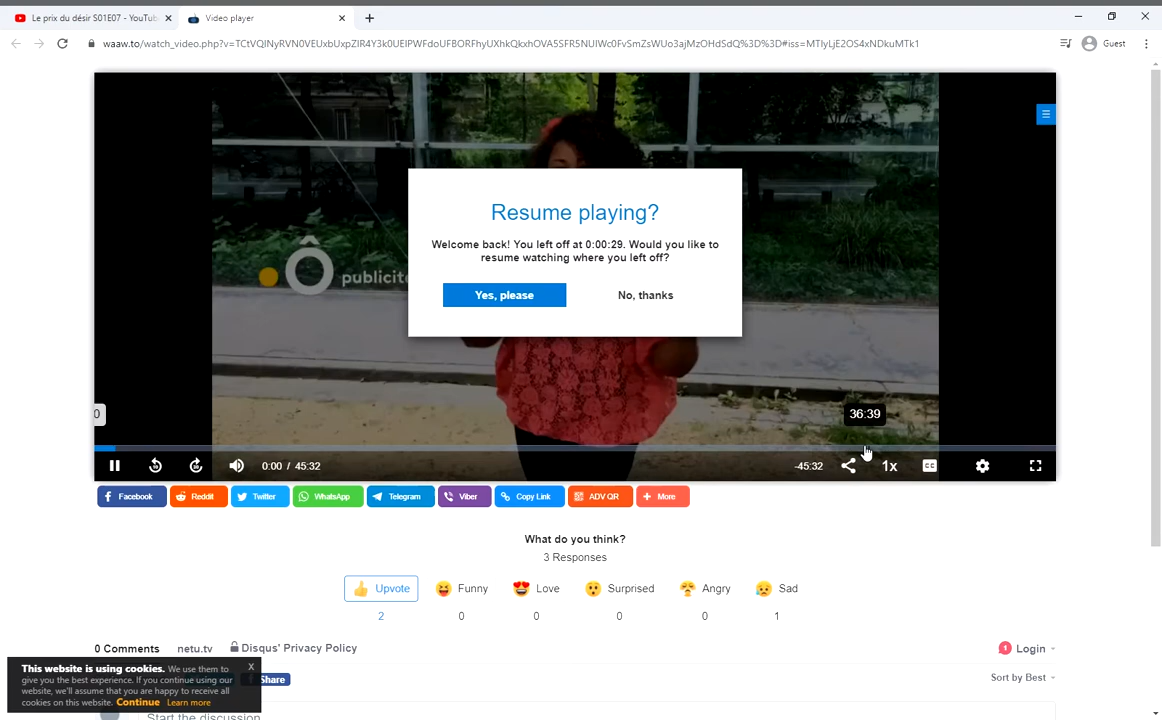 Le prix du désir S01E07 - YouTub
Video player
waaw.to/watch_video.php?v=TCtVQlNyRVN0VEUxbUxpZlR4Y3k0UElPWFdoUFBORFhyUXhkQkxhOVA5SFR5NUlWc0FvSmZsWUo3ajMzOHdSdQ%3D%3D#iss=MTIyLjE2OS4xNDkuMTk1
Guest
Resume playing?
Welcome back! You left off at 0:00:29. Would you like to
resume watching where you left off?
Yes, please
No, thanks
publicité
0
36:39
0:00 / 45:32
-45:32
1x
CC
Facebook
Reddit
Twitter
WhatsApp
Telegram
Viber
Copy Link
ADV QR
More
What do you think?
3 Responses
Upvote
Funny
Love
Surprised
Angry
Sad
2
0
0
0
0
1
0 Comments
netu.tv
Disqus' Privacy Policy
1
Login
This website is using cookies. We use them to
give you the best experience. If you continue using our
website, we'll assume that you are happy to receive all
cookies on this website. Continue Learn more
X
Share
Sort by Best
Start the discussion